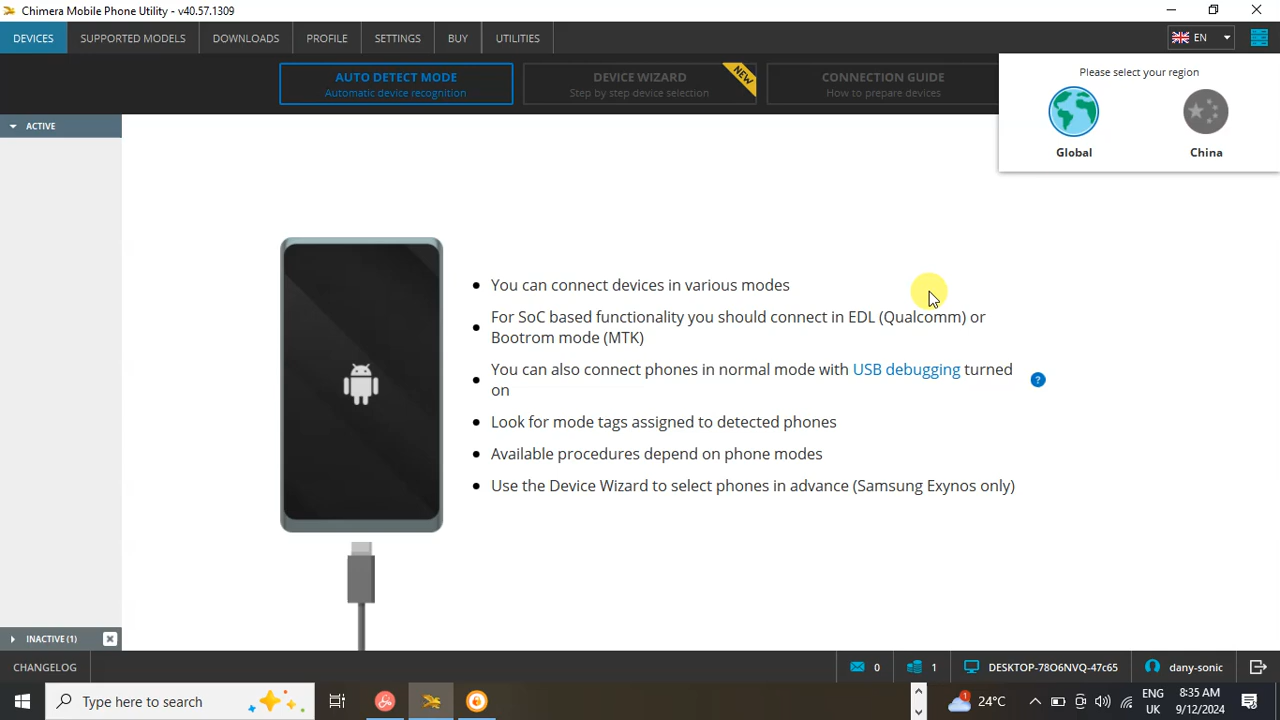 Chimera Mobile Phone Utility - v40.57.1309
DEVICES
SUPPORTED MODELS
DOWNLOADS
PROFILE
SETTINGS
BUY
UTILITIES
EN
AUTO DETECT MODE
Automatic device recognition
DEVICE WIZARD
Step by step device selection
NEW
CONNECTION GUIDE
How to prepare devices
Please select your region
Global
China
ACTIVE
You can connect devices in various modes
For SoC based functionality you should connect in EDL (Qualcomm) or
Bootrom mode (MTK)
You can also connect phones in normal mode with USB debugging turned
on
?
Look for mode tags assigned to detected phones
Available procedures depend on phone modes
Use the Device Wizard to select phones in advance (Samsung Exynos only)
INACTIVE (1)
CHANGELOG
0
1
DESKTOP-78O6NVQ-47c65
dany-sonic
Type here to search
1
24°C
ENG
UK
8:35 AM
9/12/2024